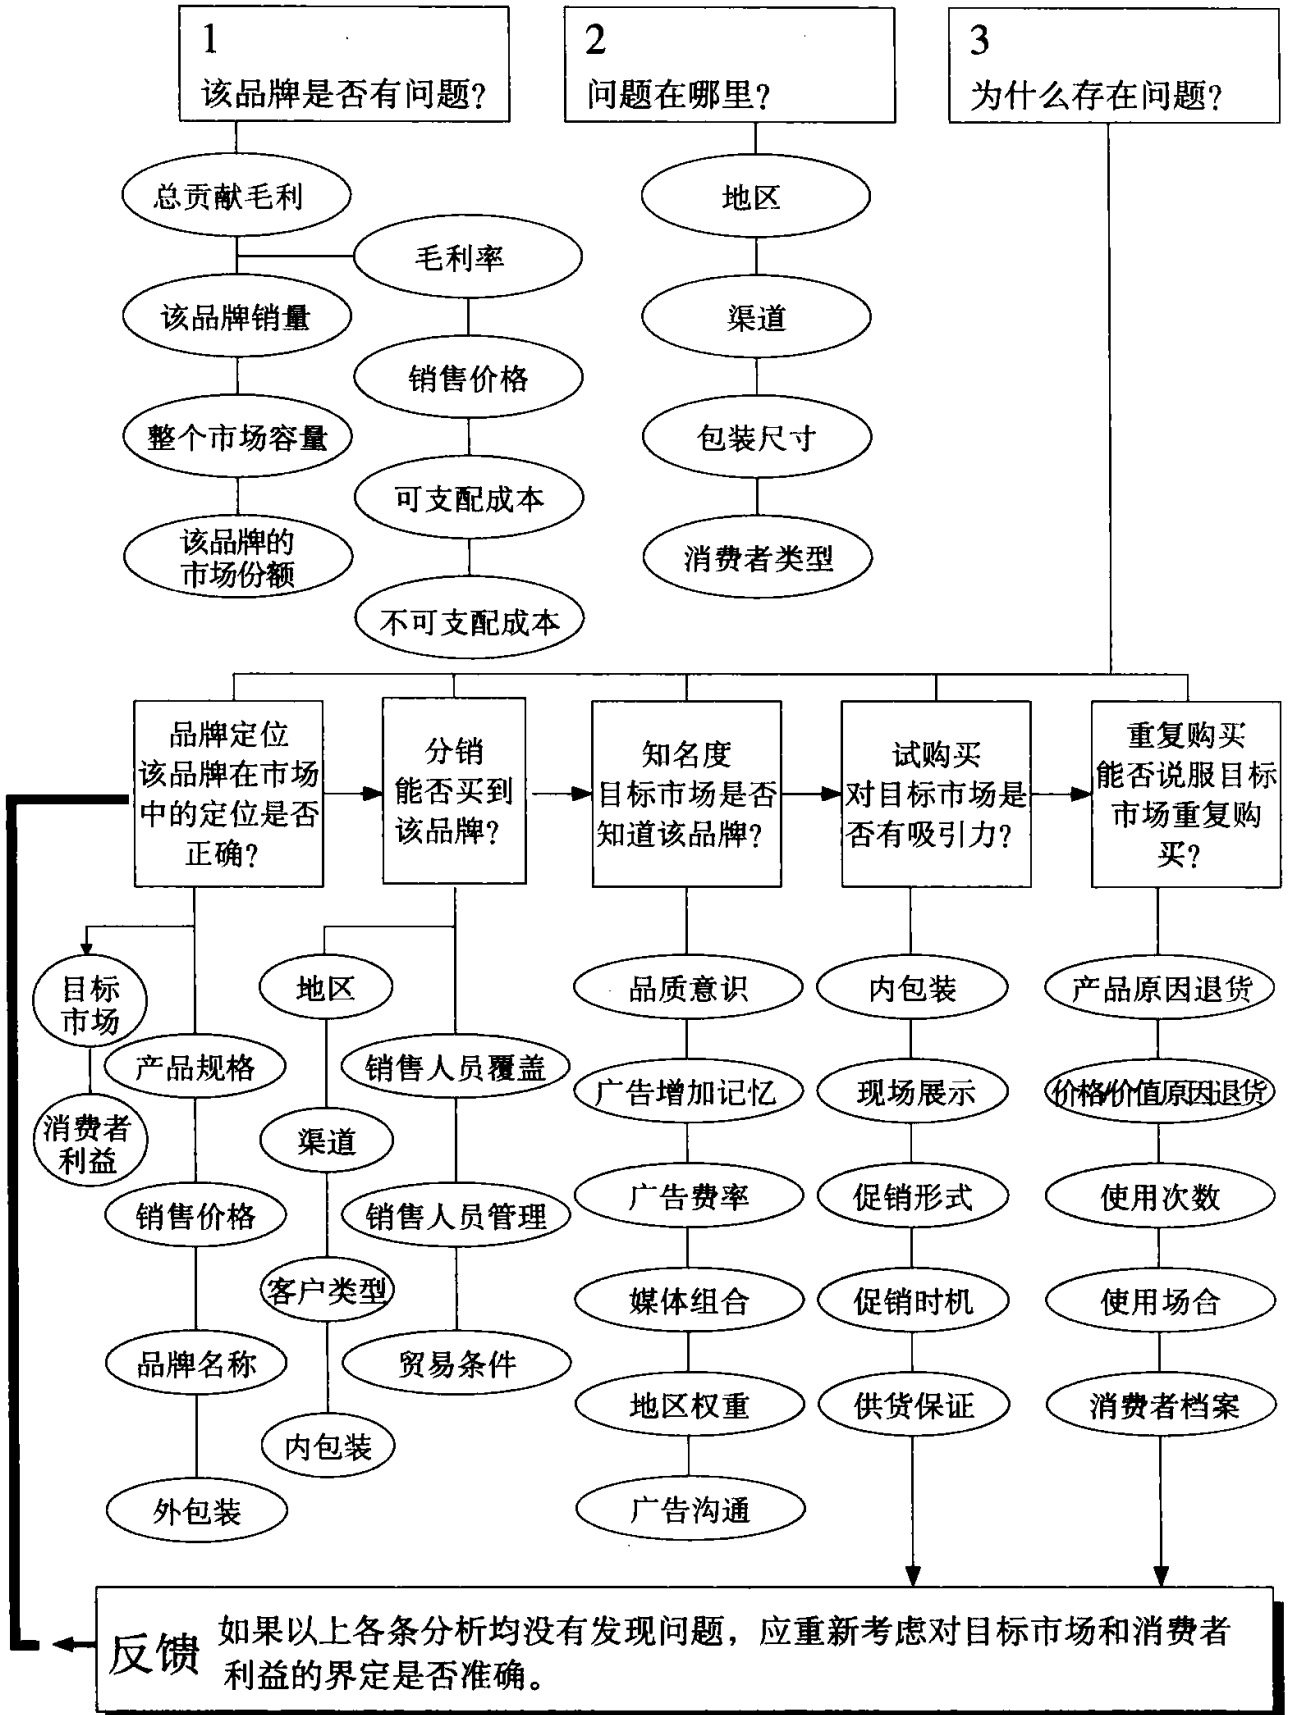 1
该品牌是否有问题?
2
问题在哪里?
3
为什么存在问题?
总贡献毛利
毛利率
该品牌销量
销售价格
整个市场容量
可支配成本
该品牌的
市场份额
不可支配成本
地区
渠道
包装尺寸
消费者类型
品牌定位
该品牌在市场
中的定位是否
正确?
分销
能否买到
该品牌?
知名度
目标市场是否
知道该品牌?
试购买
对目标市场是
否有吸引力?
重复购买
能否说服目标
市场重复购
买?
目标
市场
消费者
利益
产品规格
销售价格
品牌名称
外包装
地区
渠道
客户类型
内包装
销售人员覆盖
销售人员管理
贸易条件
品质意识
广告增加记忆
广告费率
媒体组合
地区权重
广告沟通
内包装
现场展示
促销形式
促销时机
供货保证
产品原因退货
价格/价值原因退货
使用次数
使用场合
消费者档案
反馈
如果以上各条分析均没有发现问题，应重新考虑对目标市场和消费者
利益的界定是否准确。